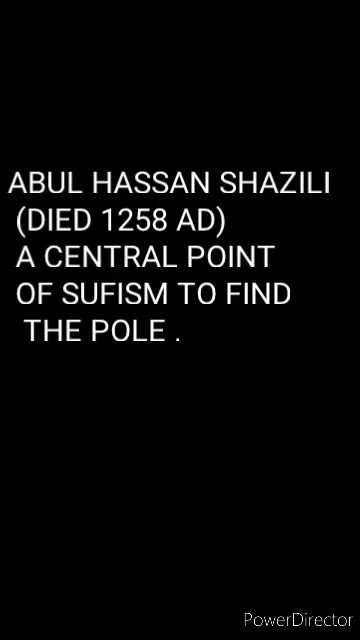 ABUL HASSAN SHAZILI
(DIED 1258 AD)
A CENTRAL POINT
OF SUFISM TO FIND
THE POLE .
PowerDirector